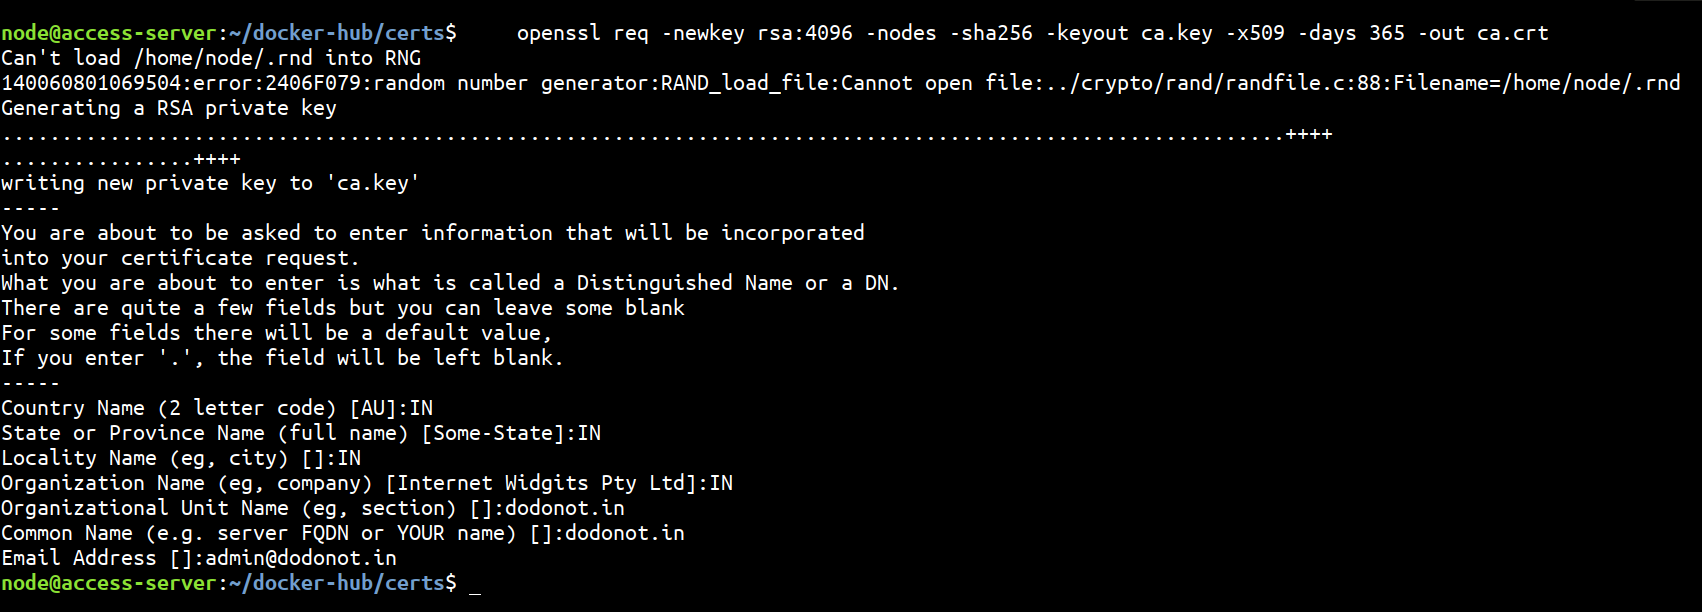 node@access-server:~/docker-hub/certs$     openssl req -newkey rsa:4096 -nodes -sha256 -keyout ca.key -x509 -days 365 -out ca.crt
Can't load /home/node/.rnd into RNG
140060801069504:error:2406F079:random number generator:RAND_load_file:Cannot open file:../crypto/rand/randfile.c:88:Filename=/home/node/.rnd
Generating a RSA private key
...........................................................................................................++++
................++++
writing new private key to 'ca.key'
-----
You are about to be asked to enter information that will be incorporated
into your certificate request.
What you are about to enter is what is called a Distinguished Name or a DN.
There are quite a few fields but you can leave some blank
For some fields there will be a default value,
If you enter '.', the field will be left blank.
-----
Country Name (2 letter code) [AU]:IN
State or Province Name (full name) [Some-State]:IN
Locality Name (eg, city) []:IN
Organization Name (eg, company) [Internet Widgits Pty Ltd]:IN
Organizational Unit Name (eg, section) []:dodonot.in
Common Name (e.g. server FQDN or YOUR name) []:dodonot.in
Email Address []:admin@dodonot.in
node@access-server:~/docker-hub/certs$ _